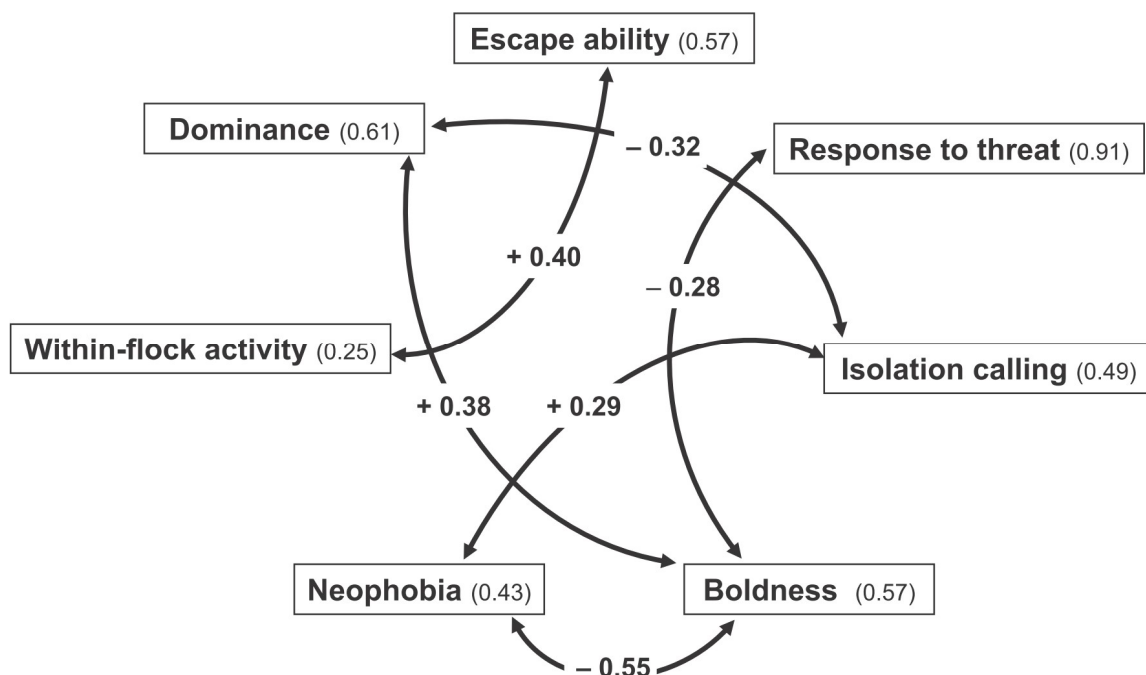 Escape ability (0.57)
Dominance (0.61)
– 0.32
Response to threat (0.91)
+ 0.40
– 0.28
Within-flock activity (0.25)
Isolation calling (0.49)
+ 0.38
+ 0.29
Neophobia (0.43)
Boldness (0.57)
– 0.55